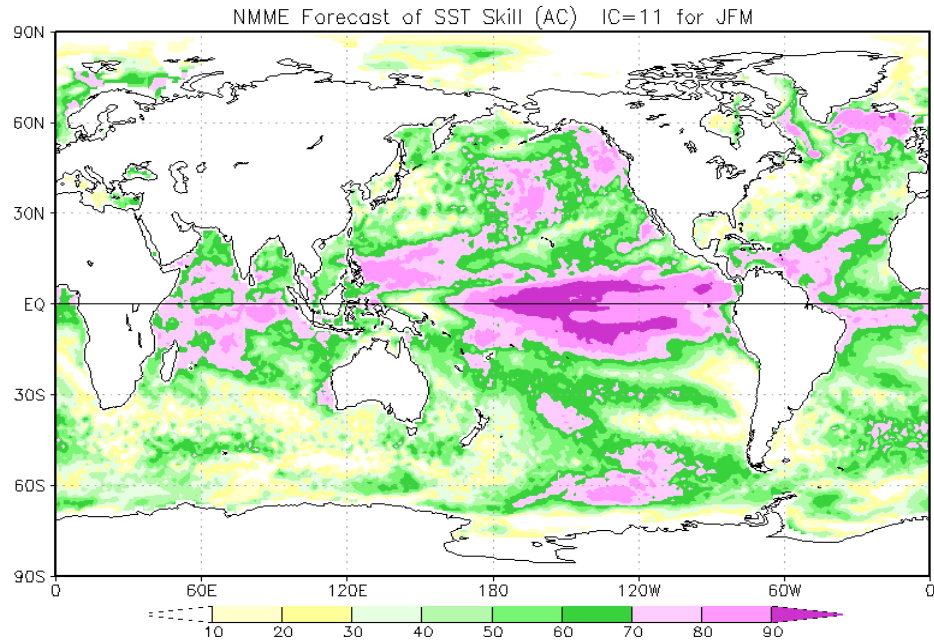 NMME Forecast of SST Skill (AC) IC=11 for JFM
90N
60N
30N
EQ
30S
60S
90S
0 60E 120E 180 120W 60W 0
10 20 30 40 50 60 70 80 90